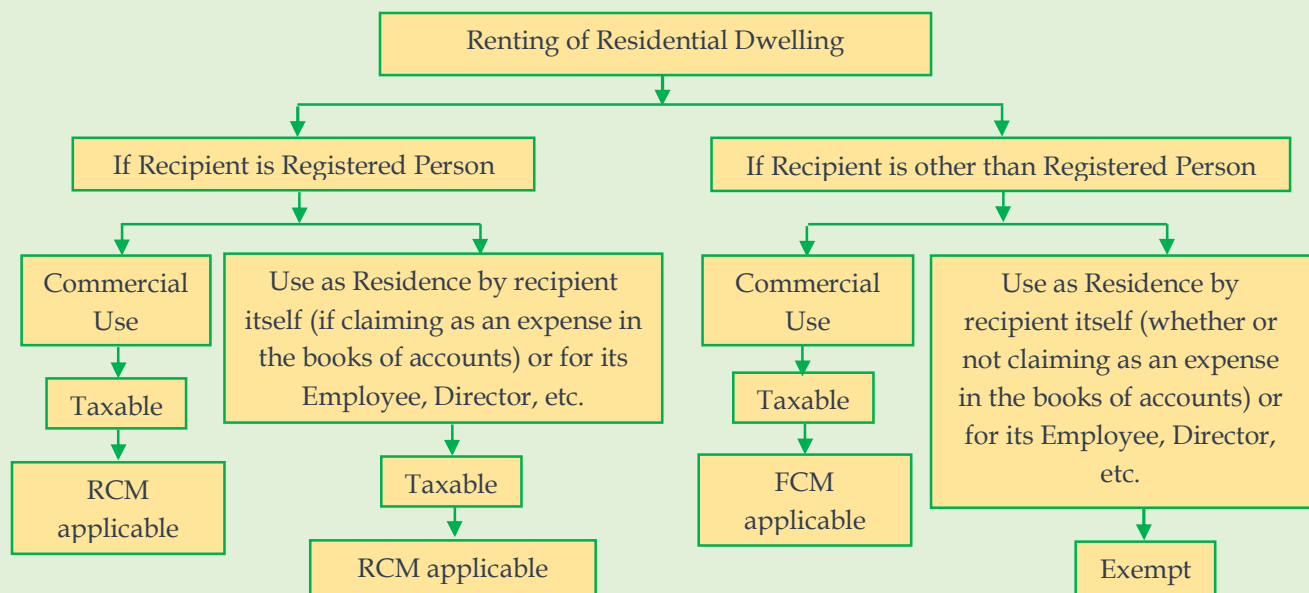 Renting of Residential Dwelling
If Recipient is Registered Person
If Recipient is other than Registered Person
Commercial
Use
Taxable
RCM
applicable
Use as Residence by recipient
itself (if claiming as an expense in
the books of accounts) or for its
Employee, Director, etc.
Taxable
RCM applicable
Commercial
Use
Taxable
FCM
applicable
Use as Residence by
recipient itself (whether or
not claiming as an expense
in the books of accounts) or
for its Employee, Director,
etc.
Exempt